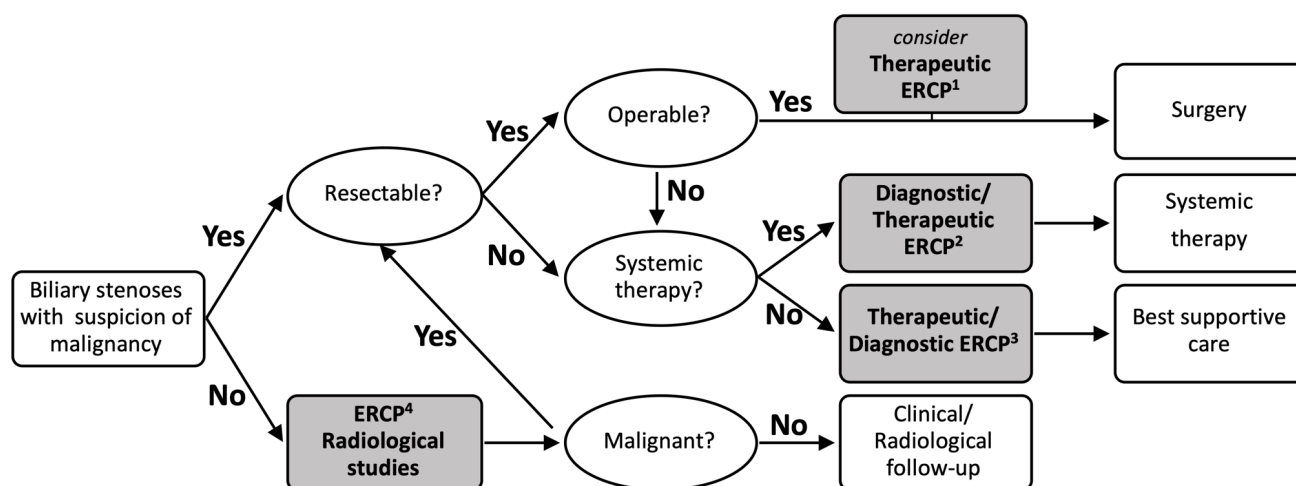 consider
Therapeutic
ERCP¹
Yes
Operable?
Surgery
Yes
Resectable?
No
Diagnostic/
Therapeutic
ERCP²
Systemic
therapy
Yes
Yes
No
Systemic
therapy?
Biliary stenoses
with suspicion of
malignancy
No
Therapeutic/
Diagnostic ERCP³
Best supportive
care
Yes
No
ERCP⁴
Radiological
studies
Malignant?
No
Clinical/
Radiological
follow-up